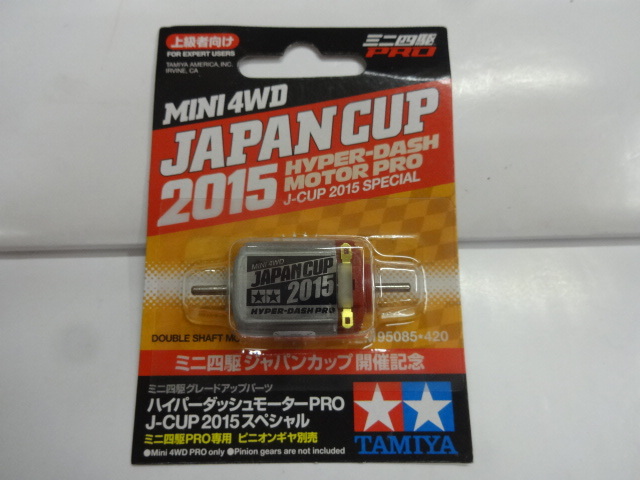 上級者向け
FOR EXPERT USERS
TAMIYA AMERICA, INC.
IRVINE, CA
ミニ四駆
PRO
MINI 4WD
JAPAN CUP
2015 HYPER-DASH
MOTOR PRO
J-CUP 2015 SPECIAL
MINI 4WD
JAPAN CUP
2015
HYPER-DASH PRO
DOUBLE SHAFT
95085・420
ミニ四駆 ジャパンカップ 開催記念
ミニ四駆グレードアップパーツ
ハイパーダッシュモーターPRO
J-CUP 2015 スペシャル
ミニ四駆PRO専用 ピニオンギヤ別売
●Mini 4WD PRO only ●Pinion gears are not included
TAMIYA